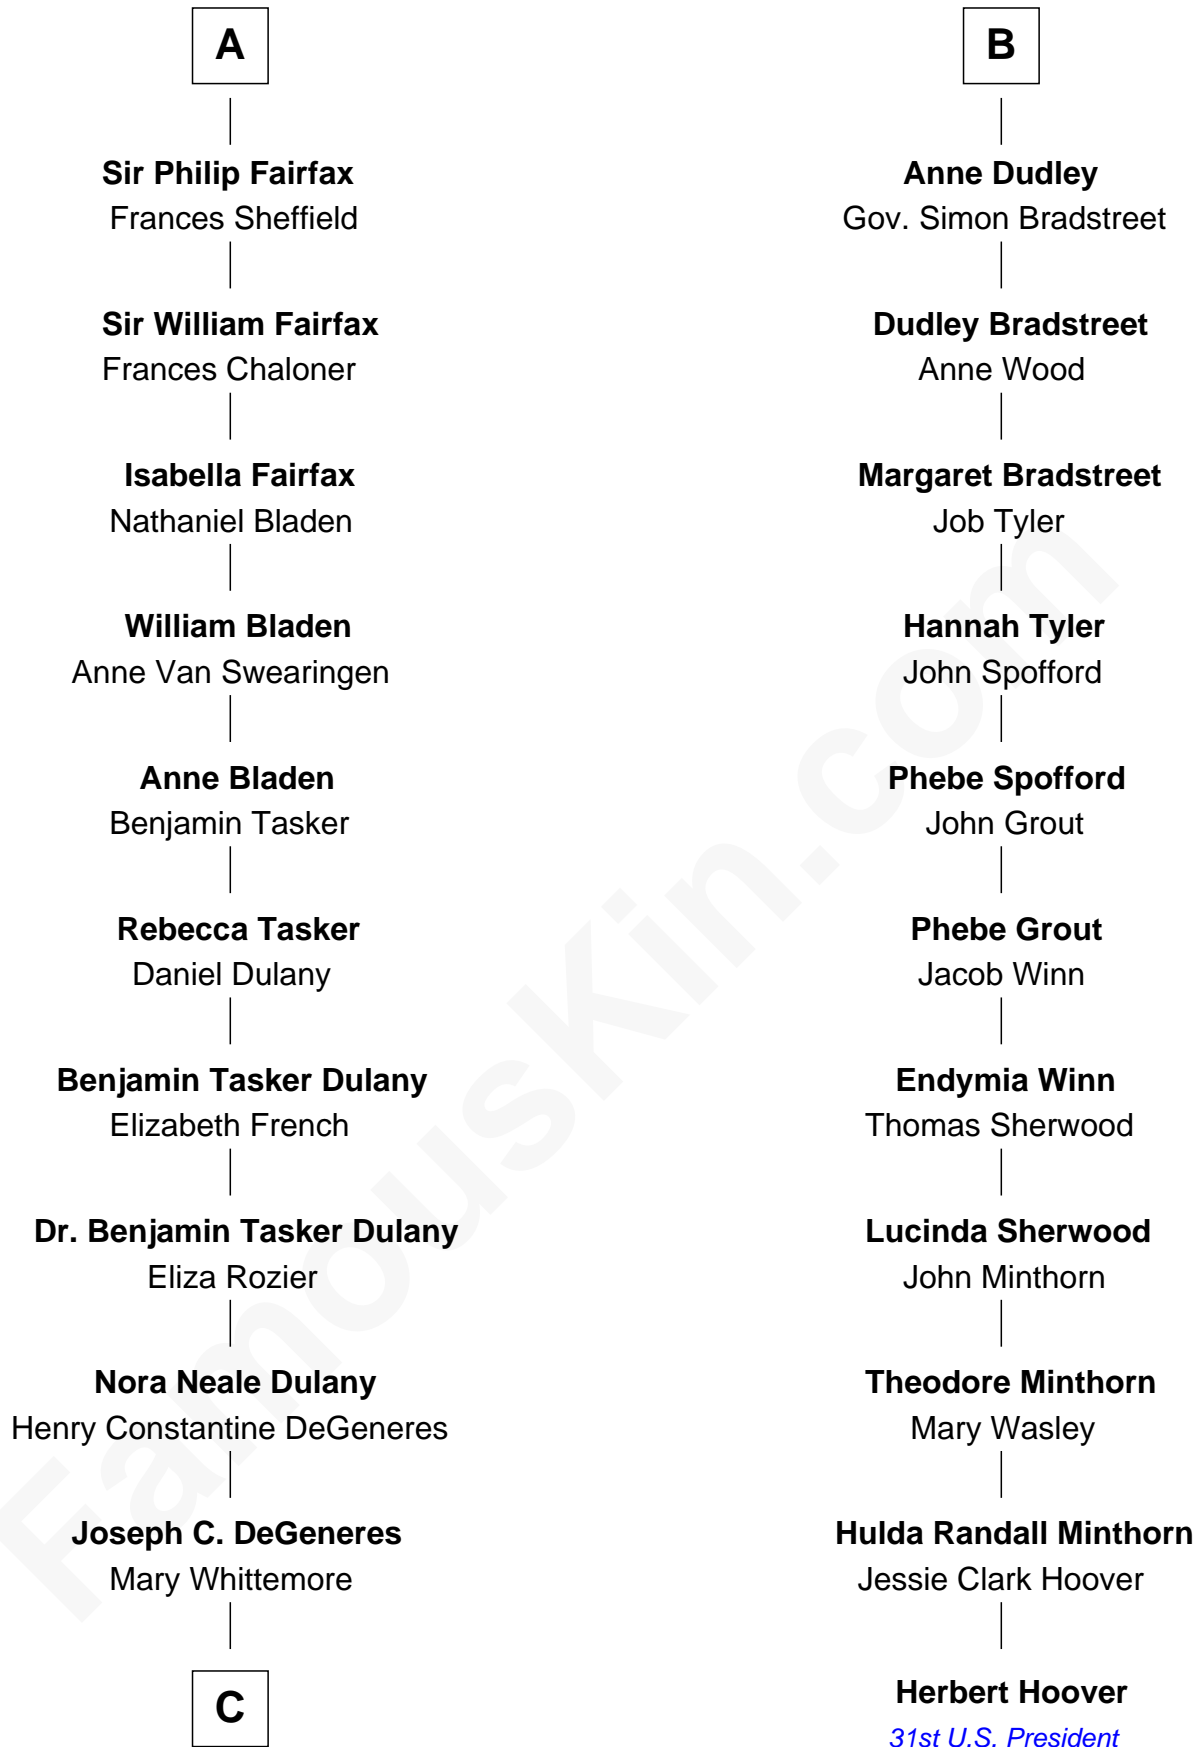 A
Sir Philip Fairfax
Frances Sheffield
Sir William Fairfax
Frances Chaloner
Isabella Fairfax
Nathaniel Bladen
William Bladen
Anne Van Swearingen
Anne Bladen
Benjamin Tasker
Rebecca Tasker
Daniel Dulany
Benjamin Tasker Dulany
Elizabeth French
Dr. Benjamin Tasker Dulany
Eliza Rozier
Nora Neale Dulany
Henry Constantine DeGeneres
Joseph C. DeGeneres
Mary Whittemore
C
B
Anne Dudley
Gov. Simon Bradstreet
Dudley Bradstreet
Anne Wood
Margaret Bradstreet
Job Tyler
Hannah Tyler
John Spofford
Phebe Spofford
John Grout
Phebe Grout
Jacob Winn
Endymia Winn
Thomas Sherwood
Lucinda Sherwood
John Minthorn
Theodore Minthorn
Mary Wasley
Hulda Randall Minthorn
Jessie Clark Hoover
Herbert Hoover
31st U.S. President
FamousKin.com